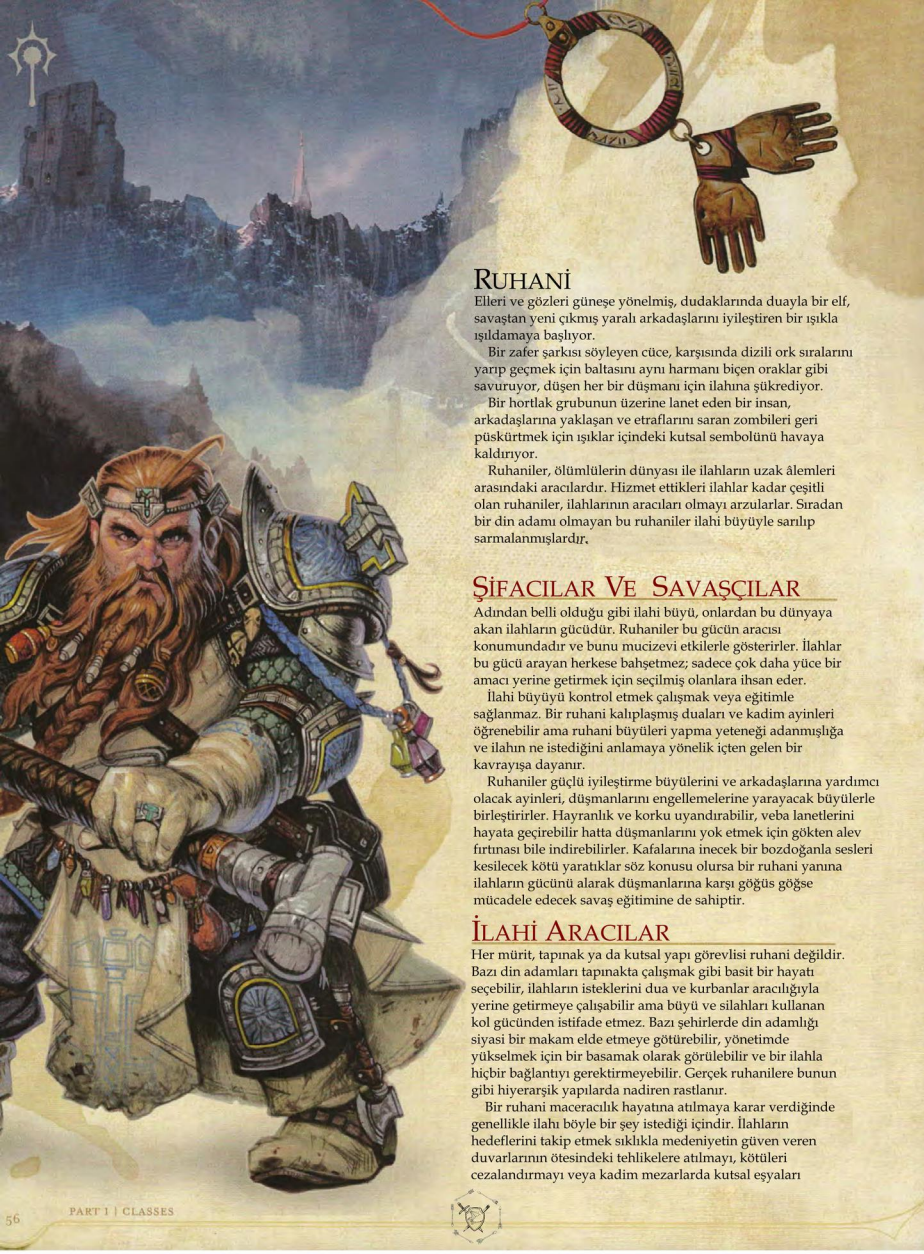 RUHANİ
Elleri ve gözleri güneşe yönelmiş, dudaklarında duayla bir elf,
savaştan yeni çıkmış yaralı arkadaşlarını iyileştiren bir ışıkla
ışıldamaya başlıyor.
Bir zafer şarkısı söyleyen cüce, karşısında dizili ork sıralarını
yarıp geçmek için baltasını aynı harmanı biçen oraklar gibi
savuruyor, düşen her bir düşmanı için ilahına şükrediyor.
Bir hortlak grubunun üzerine lanet eden bir insan,
arkadaşlarına yaklaşan ve etraflarını saran zombileri geri
püskürtmek için ışıklar içindeki kutsal sembolünü havaya
kaldırıyor.
Ruhaniler, ölümlülerin dünyası ile ilahların uzak âlemleri
arasındaki aracılardır. Hizmet ettikleri ilahlar kadar çeşitli
olan ruhaniler, ilahlarının aracıları olmayı arzularlar. Sıradan
bir din adamı olmayan bu ruhaniler ilahi büyüyle sarılıp
sarmalanmışlardır.
ŞİFACILAR VE SAVAŞÇILAR
Adından belli olduğu gibi ilahi büyü, onlardan bu dünyaya
akan ilahların gücüdür. Ruhaniler bu gücün aracısı
konumundadır ve bunu mucizevi etkilerle gösterirler. İlahlar
bu gücü arayan herkese bahşetmez; sadece çok daha yüce bir
amacı yerine getirmek için seçilmiş olanlara ihsan eder.
İlahi büyüyü kontrol etmek çalışmak veya eğitimle
sağlanmaz. Bir ruhani kalıplaşmış duaları ve kadim ayinleri
öğrenebilir ama ruhani büyüleri yapma yeteneği adanmışlığa
ve ilahın ne istediğini anlamaya yönelik içten gelen bir
kavrayışa dayanır.
Ruhaniler güçlü iyileştirme büyülerini ve arkadaşlarına yardımcı
olacak ayinleri, düşmanlarını engellemelerine yarayacak büyülerle
birleştirirler. Hayranlık ve korku uyandırabilir, veba lanetlerini
hayata geçirebilir hatta düşmanlarını yok etmek için gökten alev
fırtınası bile indirebilirler. Kafalarına inecek bir bozdoğanla sesleri
kesilecek kötü yaratıklar söz konusu olursa bir ruhani yanına
ilahların gücünü alarak düşmanlarına karşı göğüs göğse
mücadele edecek savaş eğitimine de sahiptir.
İLAHİ ARACILAR
Her mürit, tapınak ya da kutsal yapı görevlisi ruhani değildir.
Bazı din adamları tapınakta çalışmak gibi basit bir hayatı
seçebilir, ilahların isteklerini dua ve kurbanlar aracılığıyla
yerine getirmeye çalışabilir ama büyü ve silahları kullanan
kol gücünden istifade etmez. Bazı şehirlerde din adamlığı
siyasi bir makam elde etmeye götürebilir, yönetimde
yükselmek için bir basamak olarak görülebilir ve bir ilahla
hiçbir bağlantıyı gerektirmeyebilir. Gerçek ruhanilere bunun
gibi hiyerarşik yapılarda nadiren rastlanır.
Bir ruhani maceracılık hayatına atılmaya karar verdiğinde
genellikle ilahı böyle bir şey istediği içindir. İlahların
hedeflerini takip etmek sıklıkla medeniyetin güven veren
duvarlarının ötesindeki tehlikelere atılmayı, kötüleri
cezalandırmayı veya kadim mezarlarda kutsal eşyaları
56
PART 1 | CLASSES